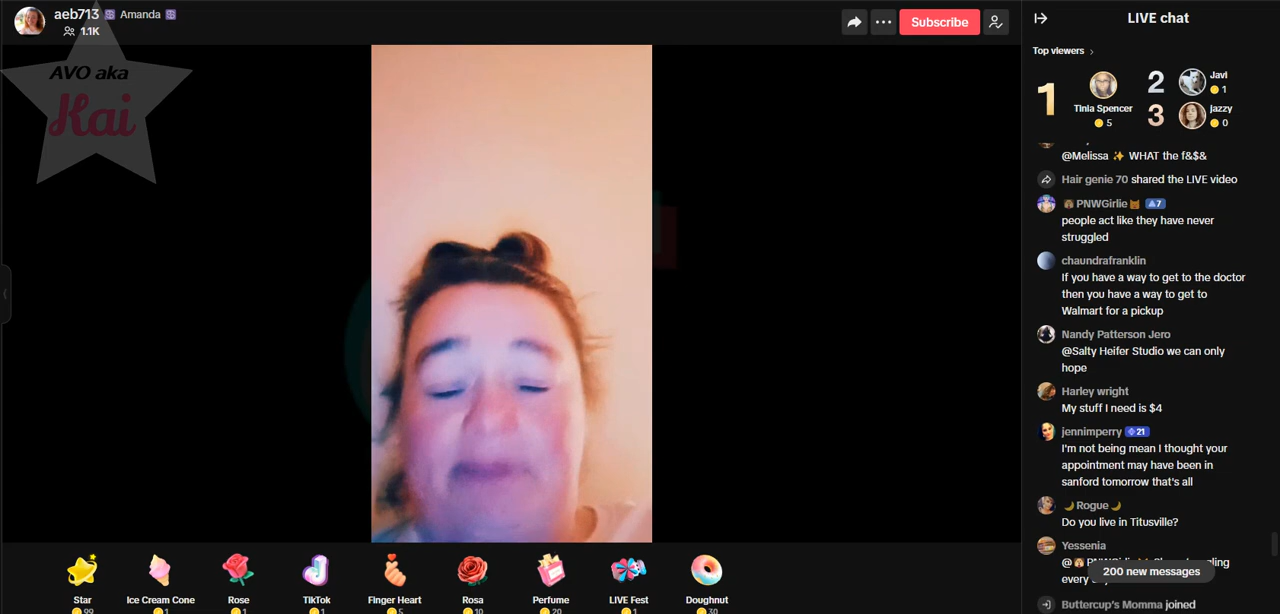 aeb713 Amanda
1.1K
AVO aka
Kai
Subscribe
LIVE chat
Top viewers
1
Tinla Spencer
5
2
Javi
1
3
jazzy
0
@Melissa ✨ WHAT the f&$&
Hair genie 70 shared the LIVE video
PNWGirlie 7
people act like they have never
struggled
chaundrafranklin
If you have a way to get to the doctor
then you have a way to get to
Walmart for a pickup
Nandy Patterson Jero
@Salty Heifer Studio we can only
hope
Harley wright
My stuff I need is $4
jennimperry 21
I'm not being mean I thought your
appointment may have been in
sanford tomorrow that's all
🌙Rogue🌙
Do you live in Titusville?
Yessenia
every
200 new messages
Buttercup's Momma joined
Star
99
Ice Cream Cone
1
Rose
1
TikTok
1
Finger Heart
5
Rosa
10
Perfume
20
LIVE Fest
1
Doughnut
30